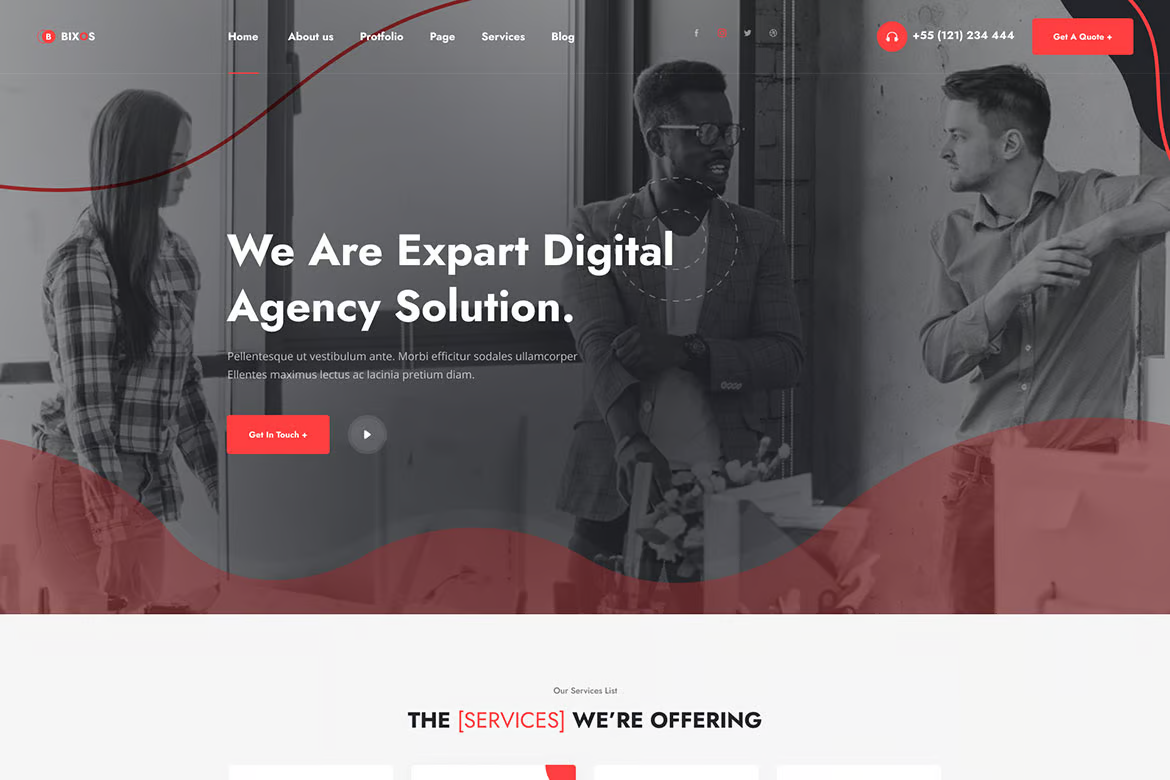 B BIXOS
Home About us Protfolio Page Services Blog
+55 (121) 234 444
Get A Quote +
We Are Expart Digital
Agency Solution.
Pellentesque ut vestibulum ante. Morbi efficitur sodales ullamcorper
Ellentes maximus lectus ac lacinia pretium diam.
Get In Touch +
Our Services List
THE [SERVICES] WE'RE OFFERING